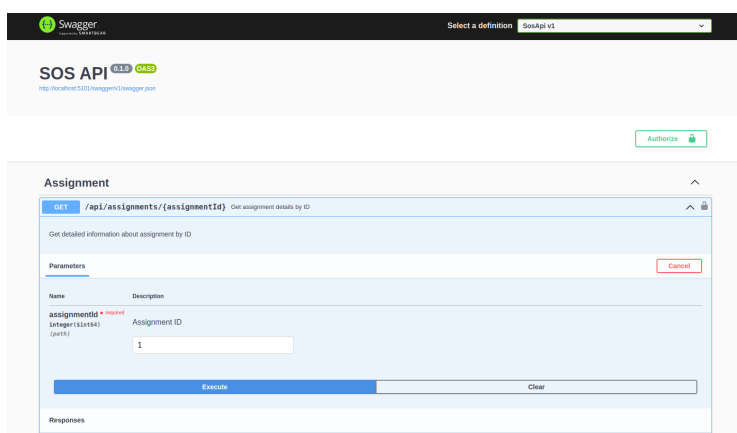 Swagger
Supported by SMARTBEAR
Select a definition
SosApi v1
SOS API 0.1.0 OAS3
http://localhost:5101/swagger/v1/swagger.json
Authorize
Assignment
GET /api/assignments/{assignmentId} Get assignment details by ID
Get detailed information about assignment by ID
Parameters
Cancel
Name Description
assignmentId * required
integer($int64)
(path)
Assignment ID
1
Execute Clear
Responses